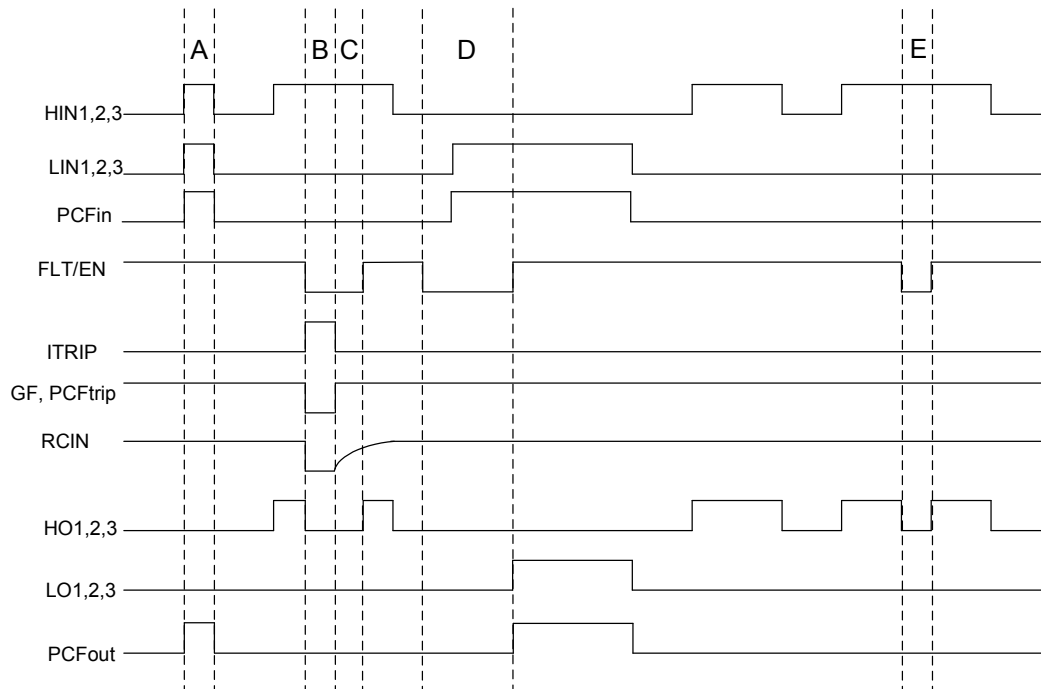 A B C D E
HIN1,2,3
LIN1,2,3
PCFin
FLT/EN
ITRIP
GF, PCFtrip
RCIN
HO1,2,3
LO1,2,3
PCFout